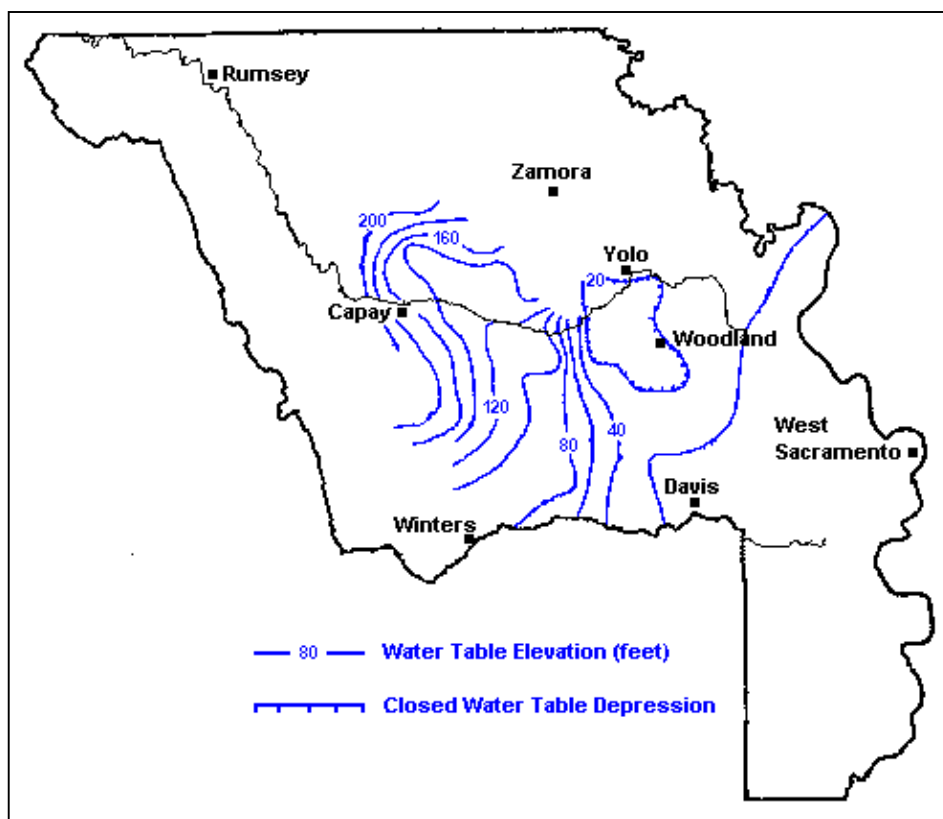 Rumsey
Zamora
200
160
Yolo
20
Capay
Woodland
120
40
West
80
Sacramento
Davis
Winters
80 Water Table Elevation (feet)
Closed Water Table Depression